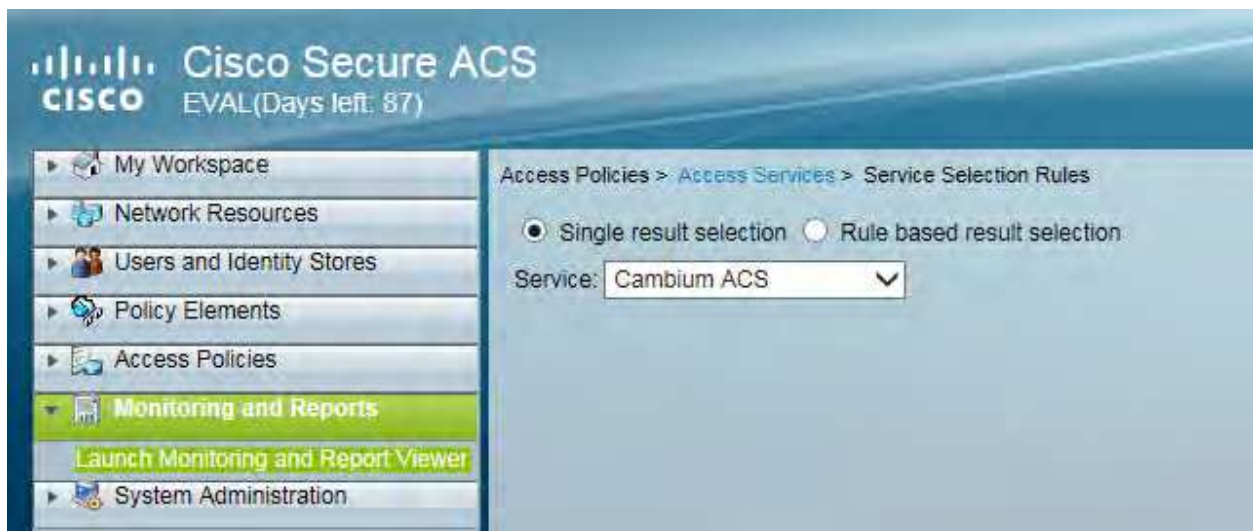 Cisco Secure ACS
CISCO EVAL(Days left: 87)
My Workspace
Network Resources
Users and Identity Stores
Policy Elements
Access Policies
Monitoring and Reports
Launch Monitoring and Report Viewer
System Administration
Access Policies > Access Services > Service Selection Rules
Single result selection Rule based result selection
Service: Cambium ACS